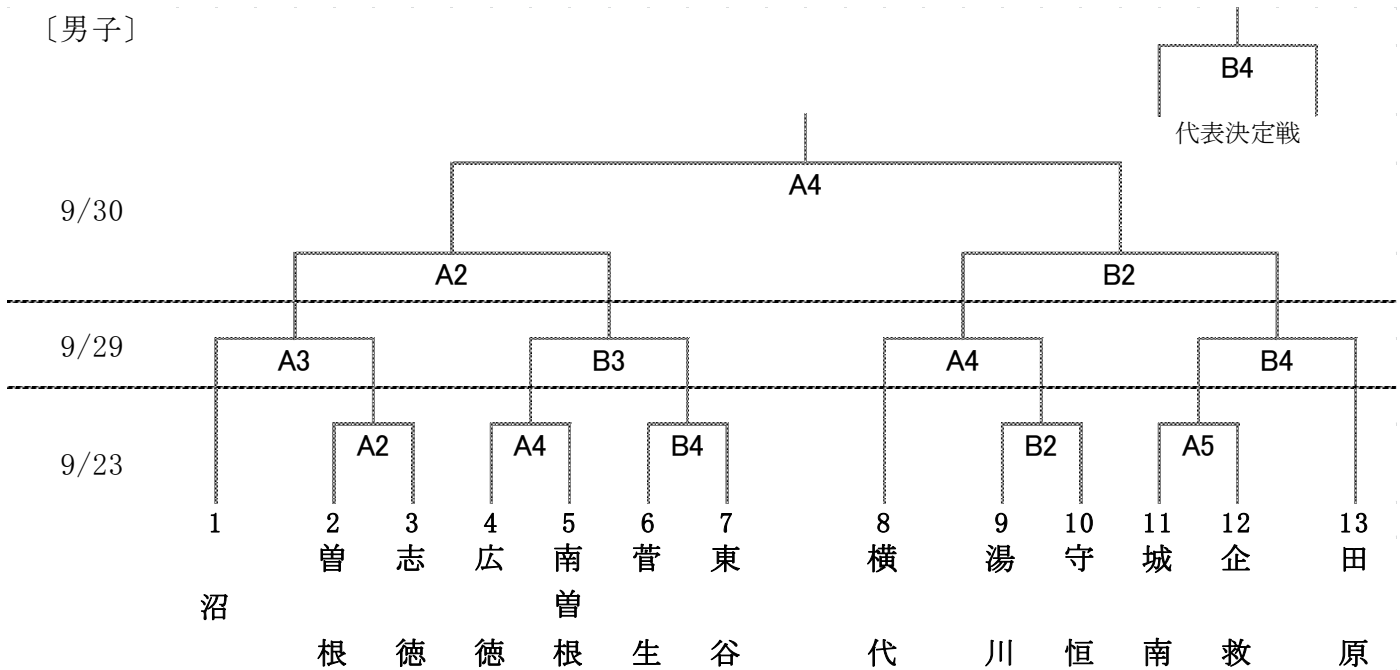 〔男子〕
B4
代表決定戦
A4
9/30
A2 B2
9/29
A3 B3 A4 B4
9/23
A2 A4 B4 B2 A5
1 2 3 4 5 6 7 8 9 10 11 12 13
沼
曽根
志徳
広徳
南曽根
菅生
東谷
横代
湯川
守恒
城南
企救
田原